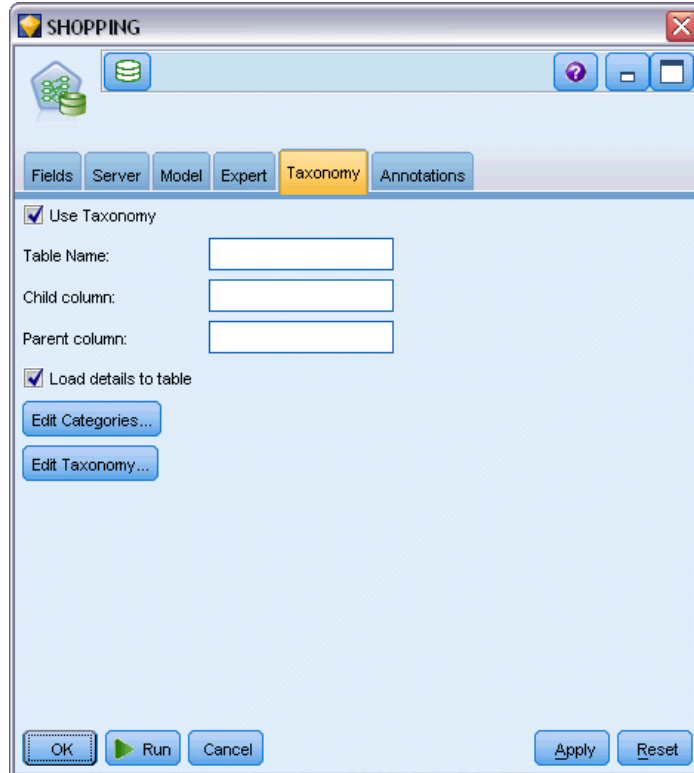 SHOPPING
Fields Server Model Expert Taxonomy Annotations
Use Taxonomy
Table Name:
Child column:
Parent column:
Load details to table
Edit Categories...
Edit Taxonomy...
OK Run Cancel Apply Reset